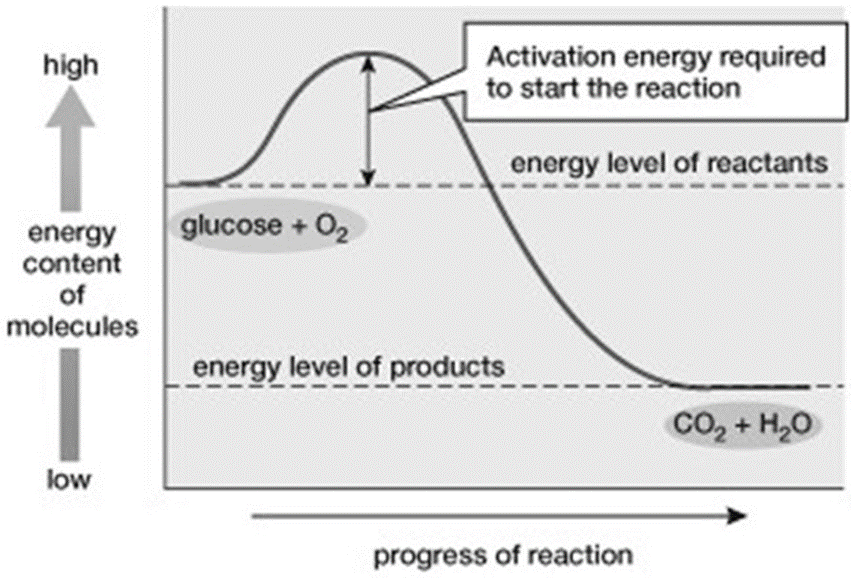 high
energy
content
of
molecules
low
Activation energy required
to start the reaction
energy level of reactants
glucose + O₂
energy level of products
CO₂ + H₂O
progress of reaction